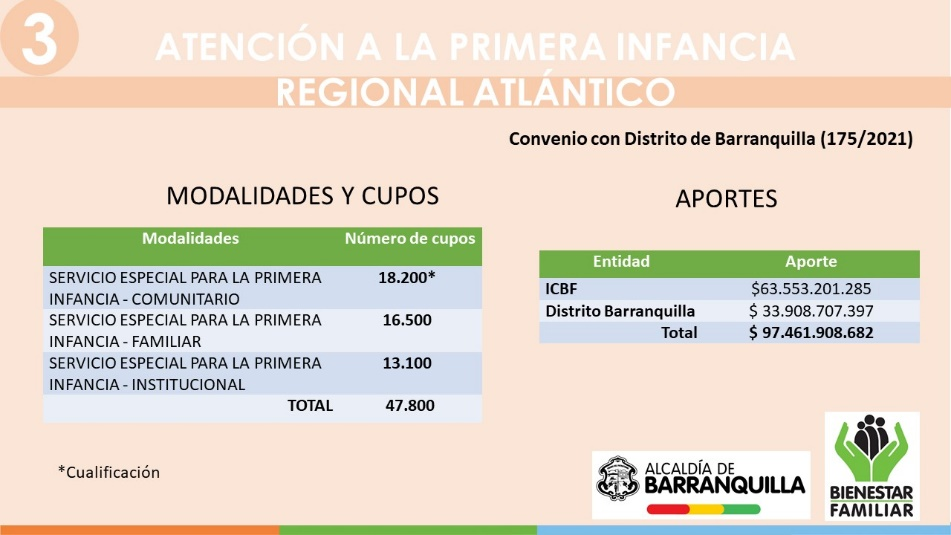 3
ATENCIÓN A LA PRIMERA INFANCIA
REGIONAL ATLÁNTICO
Convenio con Distrito de Barranquilla (175/2021)
MODALIDADES Y CUPOS
Modalidades Número de cupos
SERVICIO ESPECIAL PARA LA PRIMERA 18.200*
INFANCIA - COMUNITARIO
SERVICIO ESPECIAL PARA LA PRIMERA 16.500
INFANCIA - FAMILIAR
SERVICIO ESPECIAL PARA LA PRIMERA 13.100
INFANCIA - INSTITUCIONAL
TOTAL 47.800
*Cualificación
APORTES
Entidad Aporte
ICBF $63.553.201.285
Distrito Barranquilla $ 33.908.707.397
Total $ 97.461.908.682
ALCALDÍA DE
BARRANQUILLA
BIENESTAR
FAMILIAR